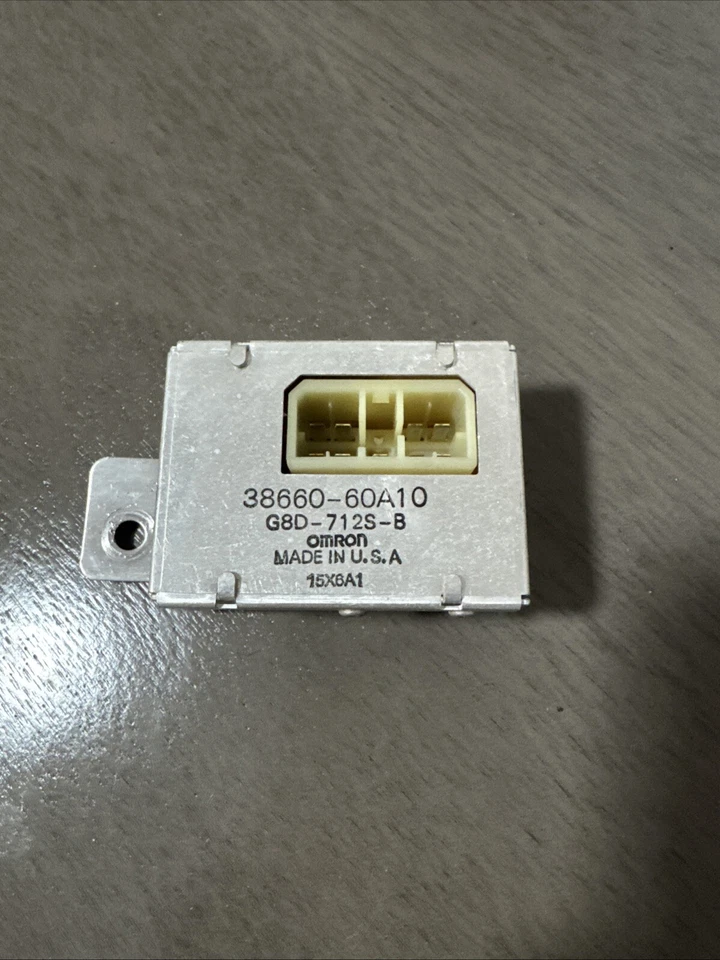 38660-60A10
G8D-712S-B
OMRON
MADE IN U.S.A
15X6A1